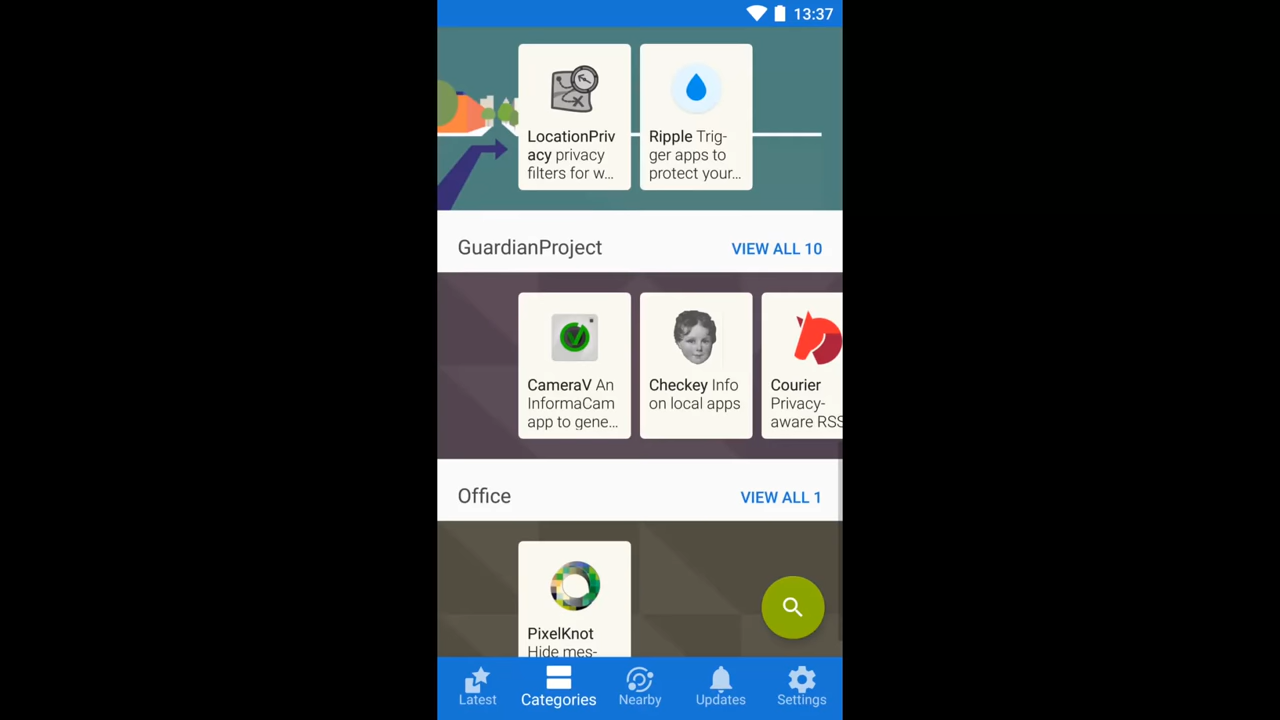 13:37
LocationPriv
acy privacy
filters for w...
Ripple Trig-
ger apps to
protect your...
GuardianProject
VIEW ALL 10
CameraV An
InformaCam
app to gene...
Checkey Info
on local apps
Courier
Privacy-
aware RSS
Office
VIEW ALL 1
PixelKnot
Hide mes-
Latest
Categories
Nearby
Updates
Settings